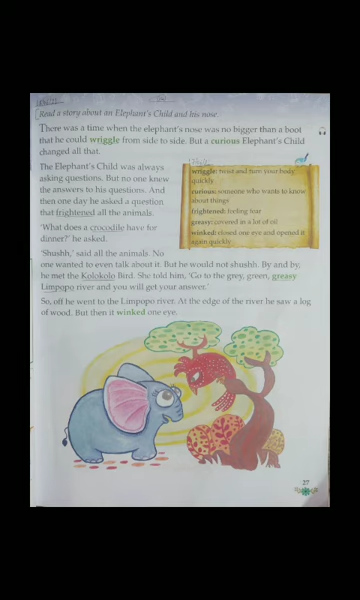 Read a story about an Elephant's Child and his nose.
There was a time when the elephant's nose was no bigger than a boot
that he could wriggle from side to side. But a curious Elephant's Child
changed all that.
The Elephant's Child was always
asking questions. But no one knew
the answers to his questions. And
then one day he asked a question
that frightened all the animals.
'What does a crocodile have for
dinner?' he asked.
wriggle: twist and turn your body
quickly
curious: someone who wants to know
about things
frightened: feeling fear
greasy: covered in a lot of oil
winked: closed one eye and opened it
again quickly
'Shushh,' said all the animals. No
one wanted to even talk about it. But he would not shushh. By and by,
he met the Kolokolo Bird. She told him, 'Go to the grey, green, greasy
Limpopo river and you will get your answer.'
So, off he went to the Limpopo river. At the edge of the river he saw a log
of wood. But then it winked one eye.
27